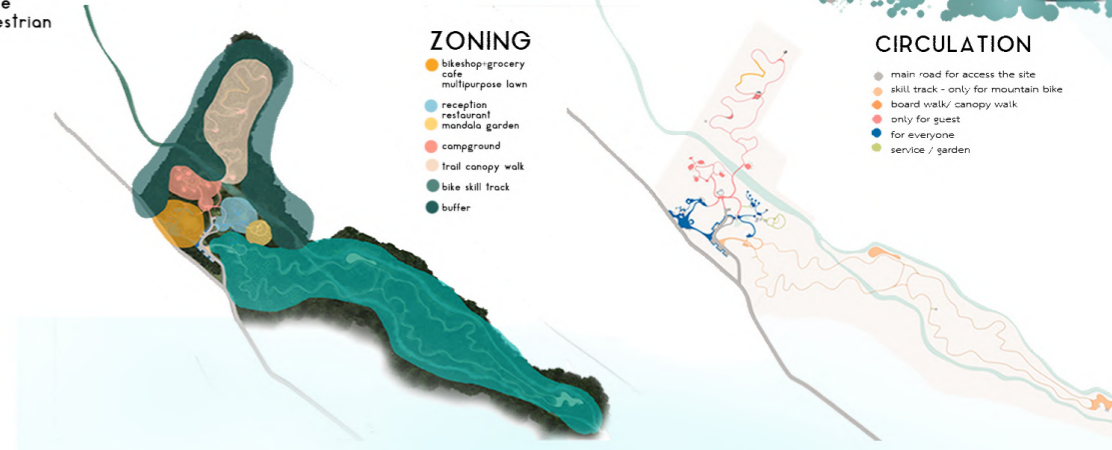 estrian
ZONING
bikeshop+grocery
cafe
multipurpose lawn
reception
restaurant
mandala garden
campground
trail canopy walk
bike skill track
buffer
CIRCULATION
main road for access the site
skill track - only for mountain bike
board walk/ canopy walk
only for guest
for everyone
service / garden